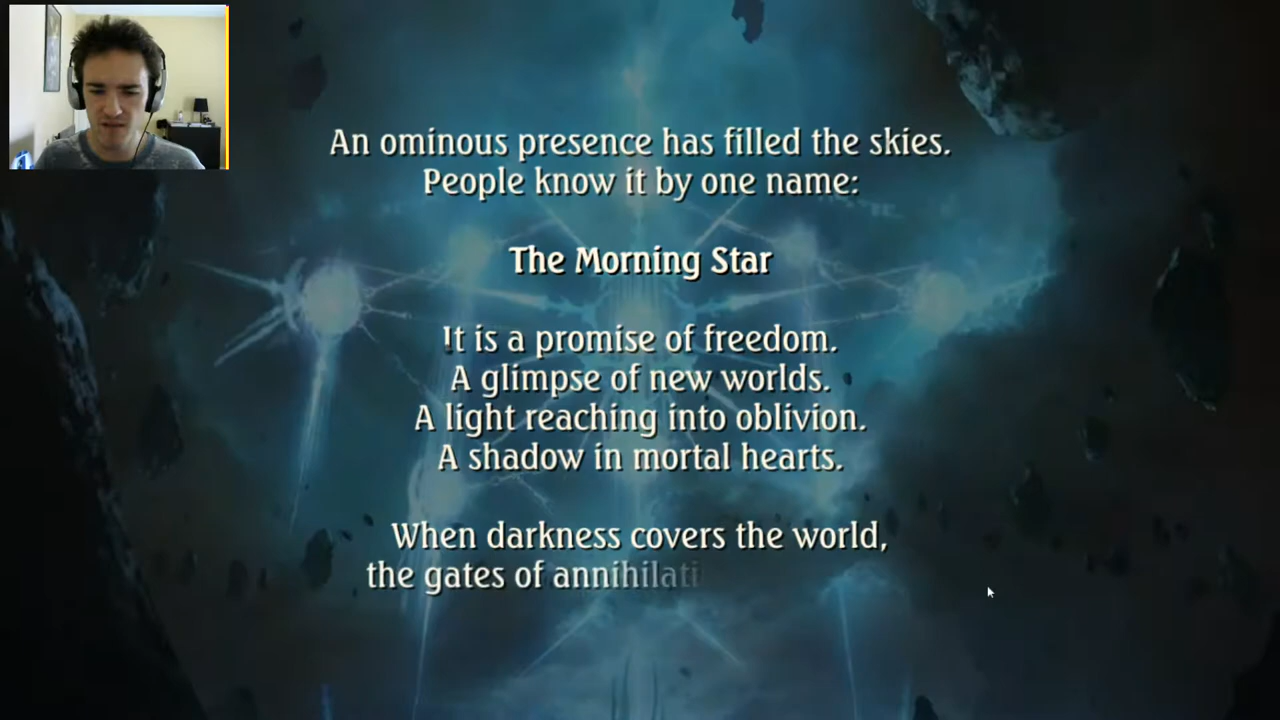 An ominous presence has filled the skies.
People know it by one name:
The Morning Star
It is a promise of freedom.
A glimpse of new worlds.
A light reaching into oblivion.
A shadow in mortal hearts.
When darkness covers the world,
the gates of annihilati